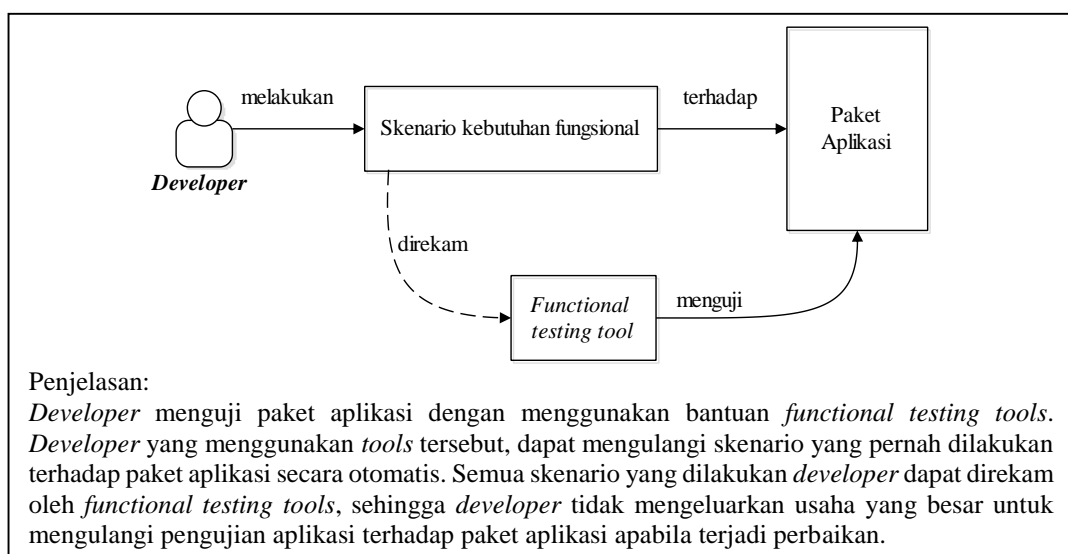 melakukan
Skenario kebutuhan fungsional
terhadap
Paket
Aplikasi
Developer
direkam
Functional
testing tool
menguji
Penjelasan:
Developer menguji paket aplikasi dengan menggunakan bantuan functional testing tools.
Developer yang menggunakan tools tersebut, dapat mengulangi skenario yang pernah dilakukan
terhadap paket aplikasi secara otomatis. Semua skenario yang dilakukan developer dapat direkam
oleh functional testing tools, sehingga developer tidak mengeluarkan usaha yang besar untuk
mengulangi pengujian aplikasi terhadap paket aplikasi apabila terjadi perbaikan.